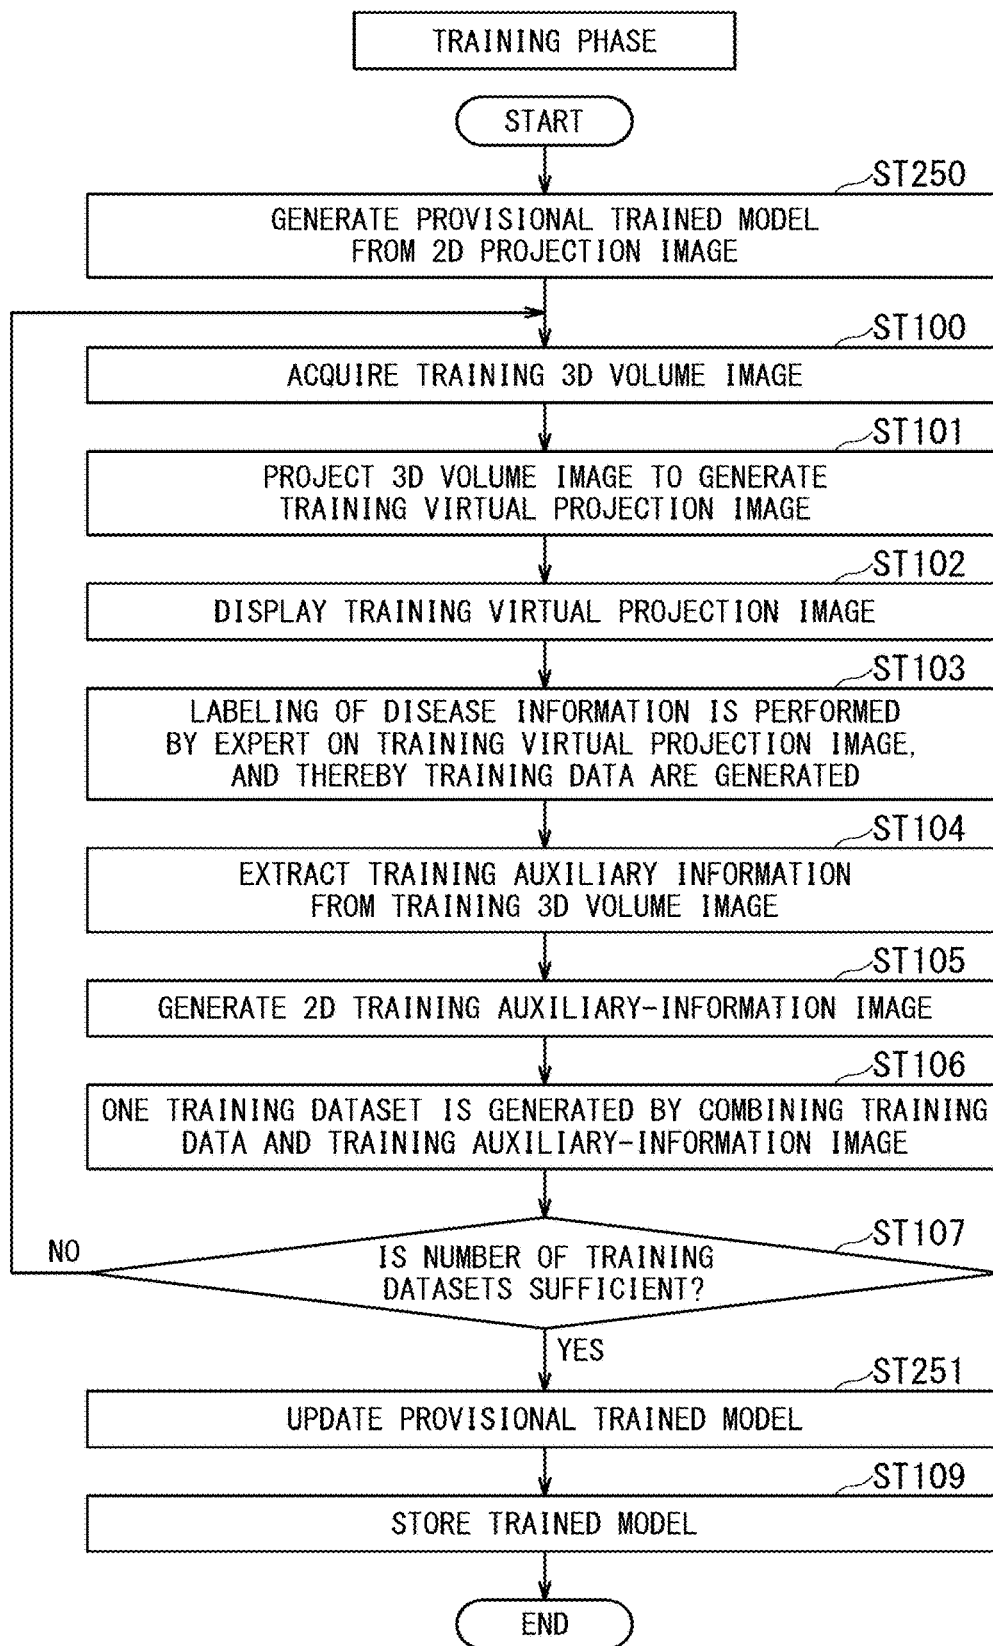 TRAINING PHASE
START
ST250
GENERATE PROVISIONAL TRAINED MODEL
FROM 2D PROJECTION IMAGE
ST100
ACQUIRE TRAINING 3D VOLUME IMAGE
ST101
PROJECT 3D VOLUME IMAGE TO GENERATE
TRAINING VIRTUAL PROJECTION IMAGE
ST102
DISPLAY TRAINING VIRTUAL PROJECTION IMAGE
ST103
LABELING OF DISEASE INFORMATION IS PERFORMED
BY EXPERT ON TRAINING VIRTUAL PROJECTION IMAGE,
AND THEREBY TRAINING DATA ARE GENERATED
ST104
EXTRACT TRAINING AUXILIARY INFORMATION
FROM TRAINING 3D VOLUME IMAGE
ST105
GENERATE 2D TRAINING AUXILIARY-INFORMATION IMAGE
ST106
ONE TRAINING DATASET IS GENERATED BY COMBINING TRAINING
DATA AND TRAINING AUXILIARY-INFORMATION IMAGE
ST107
NO
IS NUMBER OF TRAINING
DATASETS SUFFICIENT?
YES
ST251
UPDATE PROVISIONAL TRAINED MODEL
ST109
STORE TRAINED MODEL
END